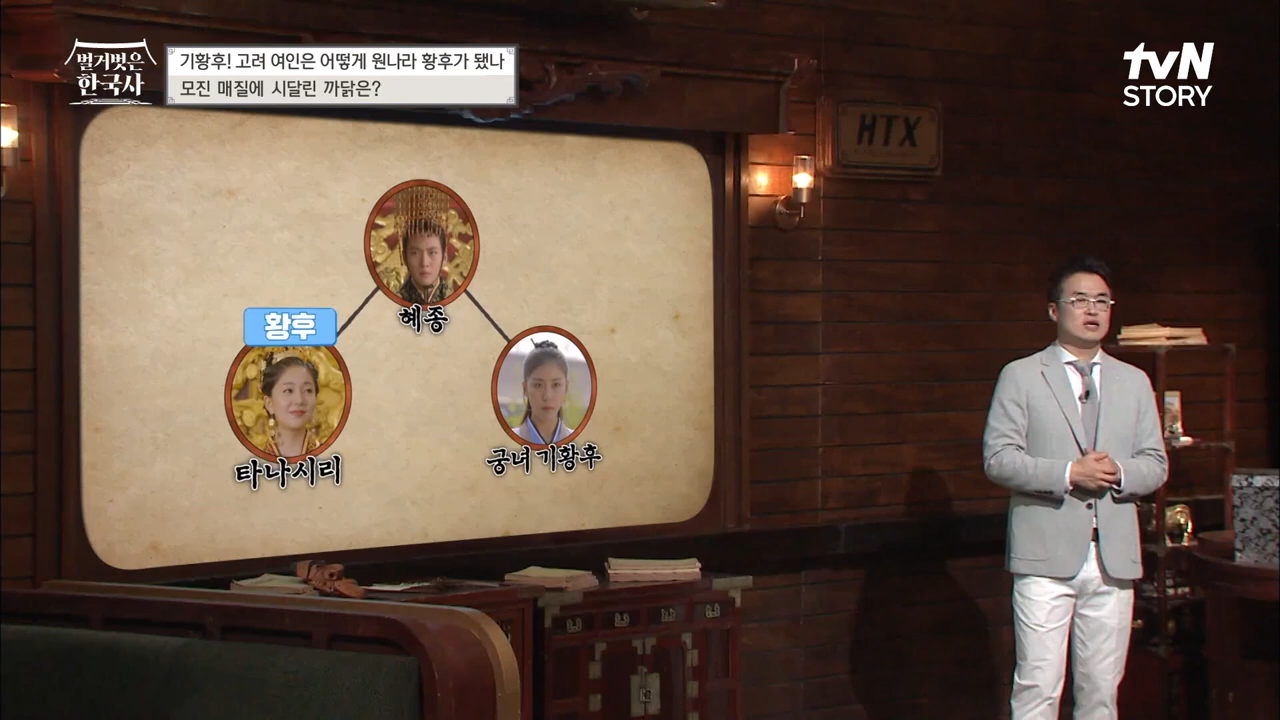 벌거벗은
한국사
기황후! 고려 여인은 어떻게 원나라 황후가 됐나
모진 매질에 시달린 까닭은?
tvN
STORY
HTX
혜종
황후
타나시리
궁녀 기황후